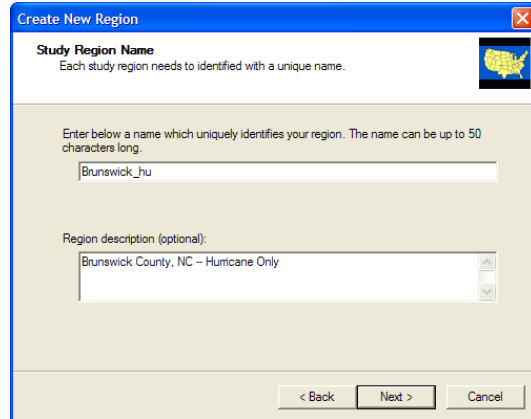 Create New Region
Study Region Name
Each study region needs to identified with a unique name.
Enter below a name which uniquely identifies your region. The name can be up to 50
characters long.
Brunswick_hu
Region description (optional):
Brunswick County, NC -- Hurricane Only
< Back Next > Cancel